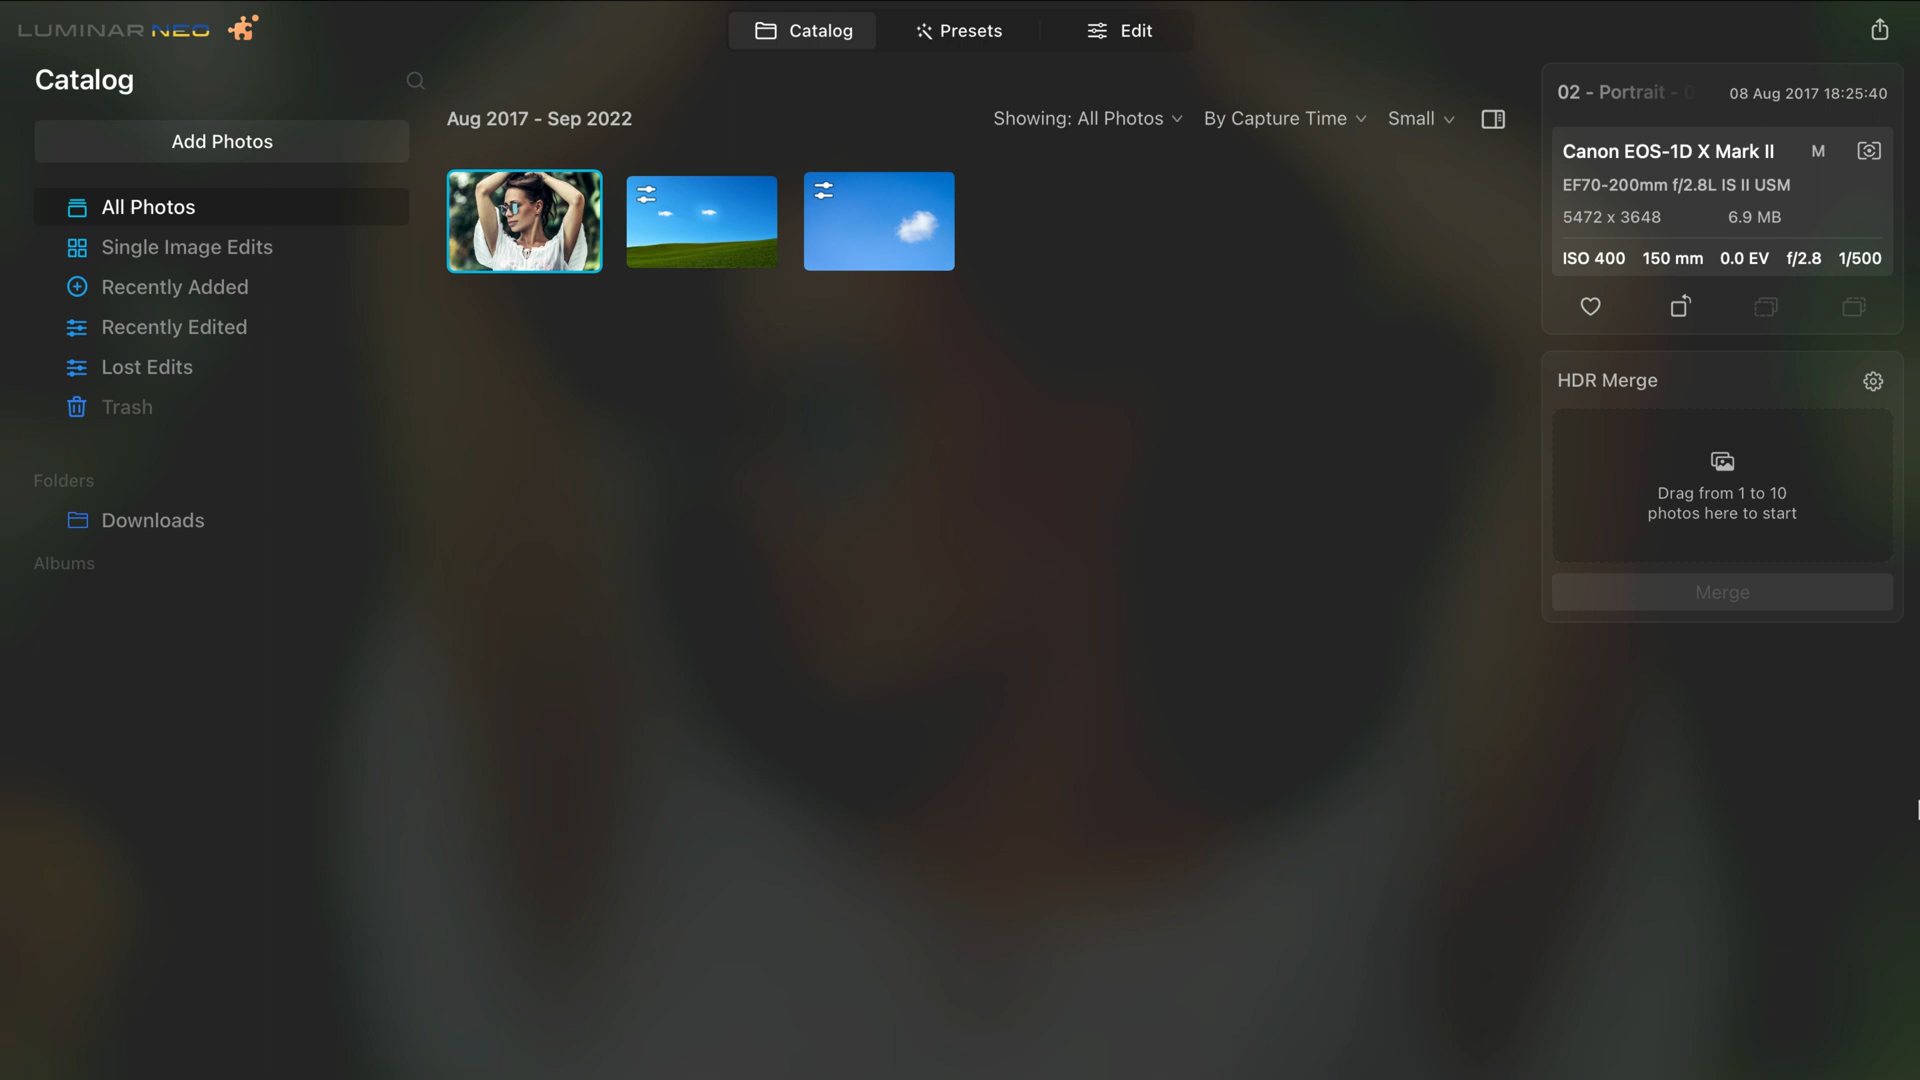 LUMINAR NEO
Catalog
Presets
Edit
Catalog
Add Photos
All Photos
Single Image Edits
Recently Added
Recently Edited
Lost Edits
Trash
Folders
Downloads
Albums
Aug 2017 - Sep 2022
Showing: All Photos
By Capture Time
Small
02 - Portrait -
08 Aug 2017 18:25:40
Canon EOS-1D X Mark II M
EF70-200mm f/2.8L IS II USM
5472 x 3648 6.9 MB
ISO 400 150 mm 0.0 EV f/2.8 1/500
HDR Merge
Drag from 1 to 10
photos here to start
Merge